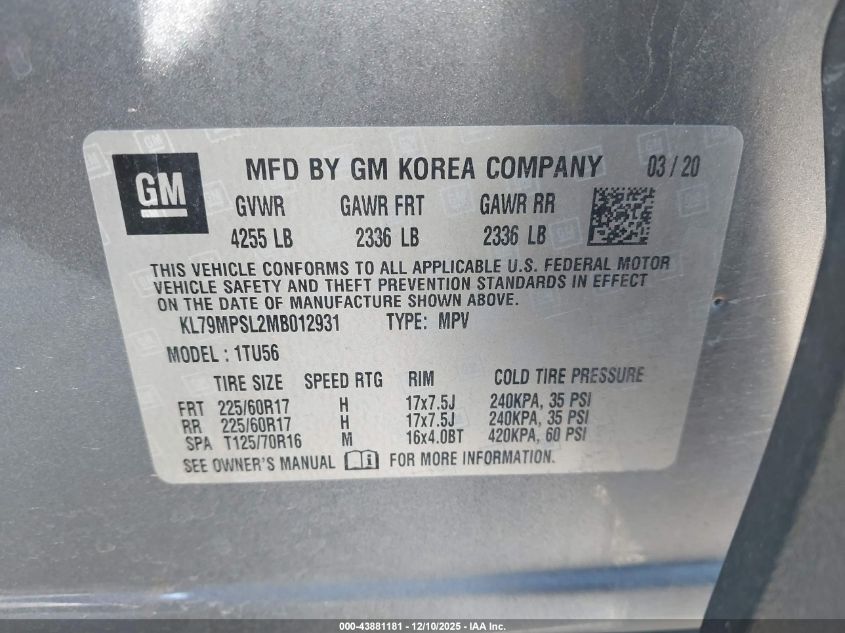 GM
MFD BY GM KOREA COMPANY 03 / 20
GVWR GAWR FRT GAWR RR
4255 LB 2336 LB 2336 LB
THIS VEHICLE CONFORMS TO ALL APPLICABLE U.S. FEDERAL MOTOR
VEHICLE SAFETY AND THEFT PREVENTION STANDARDS IN EFFECT
ON THE DATE OF MANUFACTURE SHOWN ABOVE.
KL79MPSL2MB012931 TYPE: MPV
MODEL : 1TU56
TIRE SIZE SPEED RTG RIM COLD TIRE PRESSURE
FRT 225/60R17 H 17x7.5J 240KPA, 35 PSI
RR 225/60R17 H 17x7.5J 240KPA, 35 PSI
SPA T125/70R16 M 16x4.0BT 420KPA, 60 PSI
SEE OWNER'S MANUAL FOR MORE INFORMATION.
000-43881181 - 12/10/2025 - IAA Inc.